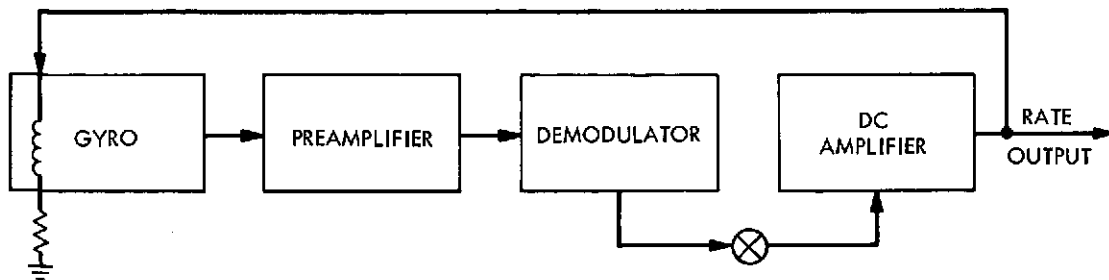 GYRO
PREAMPLIFIER
DEMODULATOR
DC
AMPLIFIER
RATE
OUTPUT